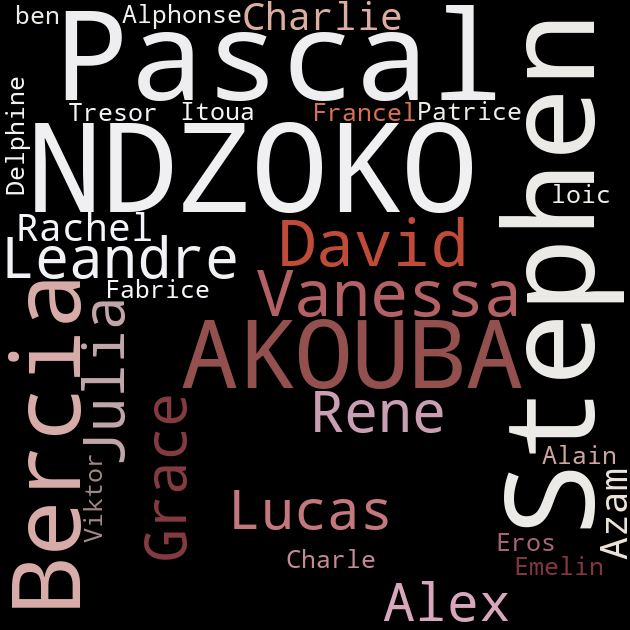 ben
Alphonse
Charlie
Pascal
Stephen
Delphine
Tresor
Itoua
Francel
Patrice
NDZOKO
loic
Rachel
Leandre
David
Fabrice
Vanessa
Bercia
Julia
AKOUBA
Rene
Grace
Viktor
Lucas
Alain
Azam
Charle
Eros
Emelin
Alex